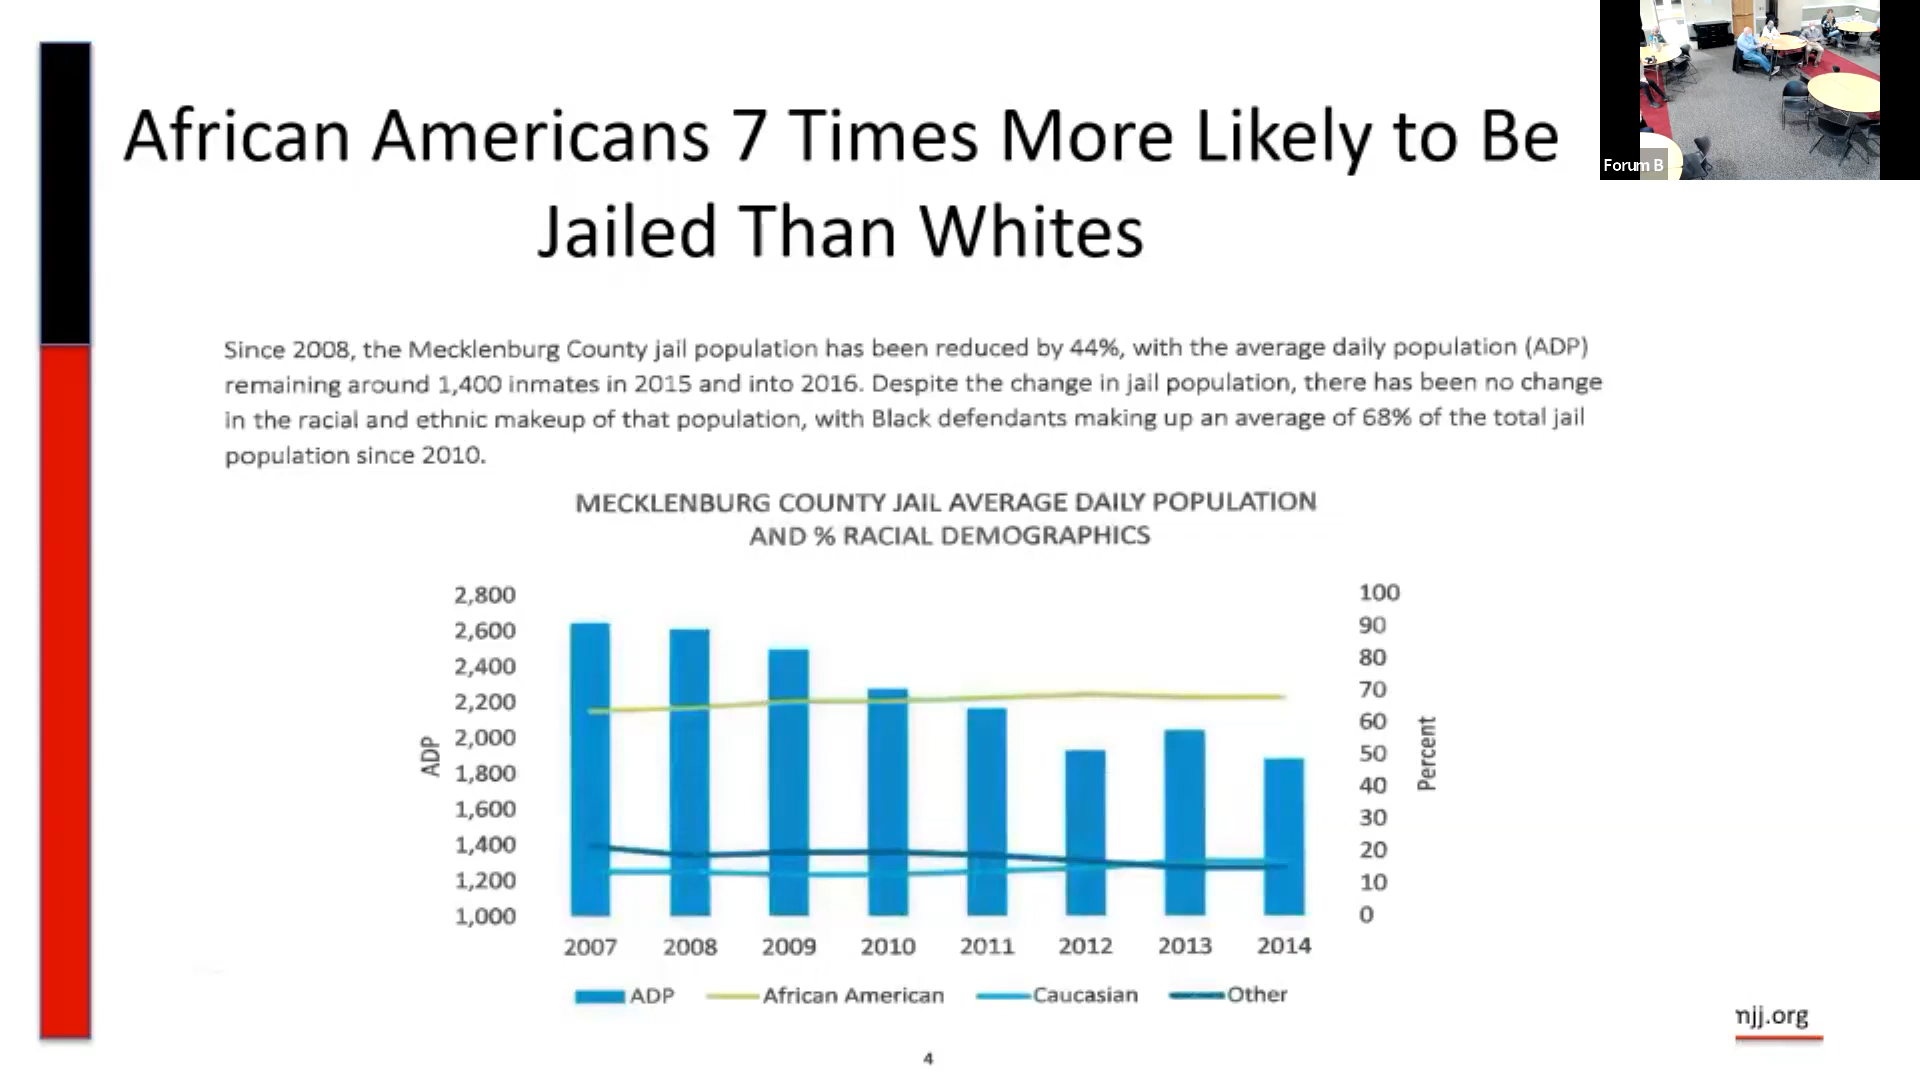 African Americans 7 Times More Likely to Be
Jailed Than Whites
Forum B
Since 2008, the Mecklenburg County jail population has been reduced by 44%, with the average daily population (ADP)
remaining around 1,400 inmates in 2015 and into 2016. Despite the change in jail population, there has been no change
in the racial and ethnic makeup of that population, with Black defendants making up an average of 68% of the total jail
population since 2010.
MECKLENBURG COUNTY JAIL AVERAGE DAILY POPULATION
AND % RACIAL DEMOGRAPHICS
ADP
2,800
2,600
2,400
2,200
2,000
1,800
1,600
1,400
1,200
1,000
100
90
80
70
60
50
40
30
20
10
0
Percent
2007 2008 2009 2010 2011 2012 2013 2014
ADP African American Caucasian Other
njj.org
4